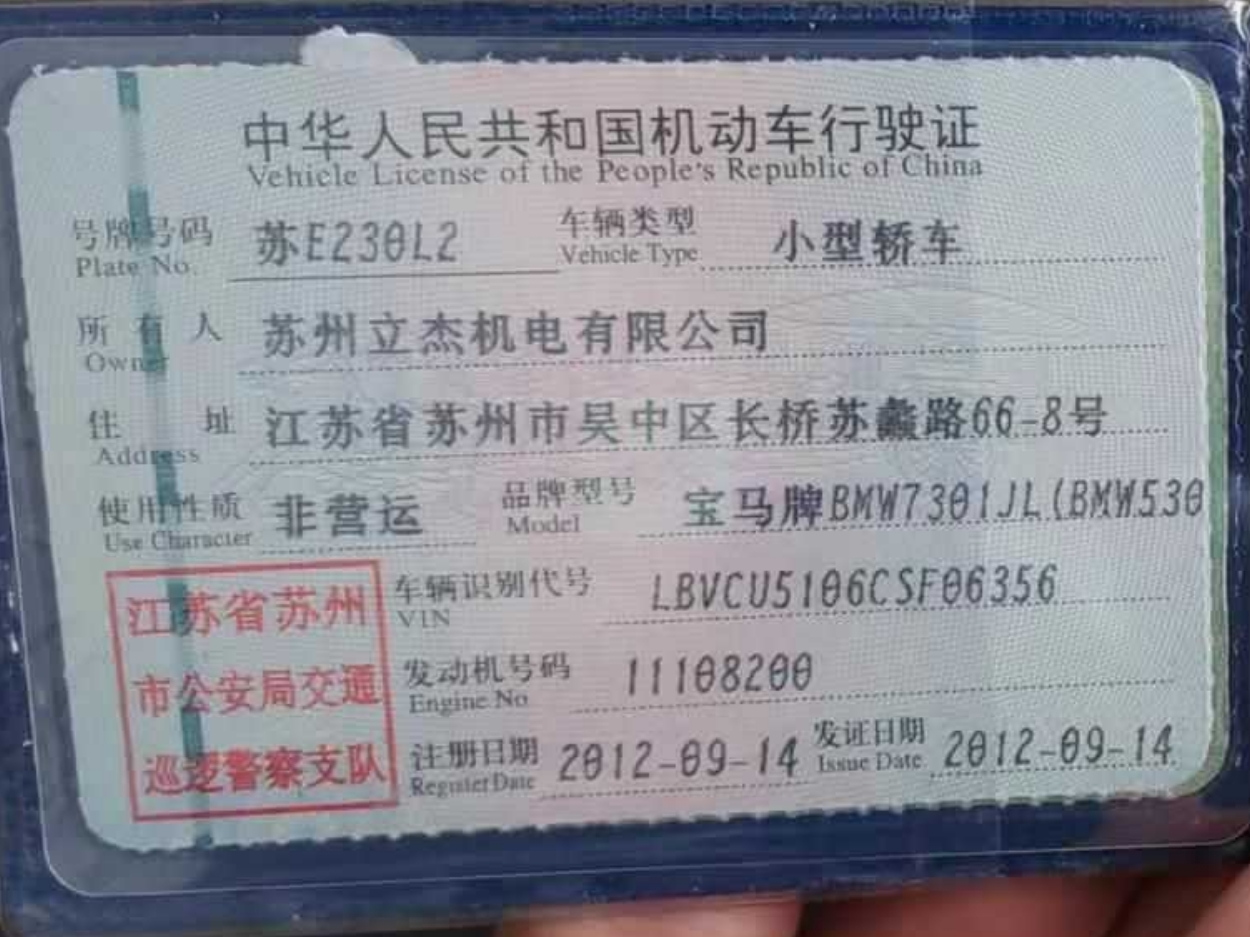 中华人民共和国机动车行驶证
Vehicle License of the People's Republic of China
号牌号码 苏E230L2 车辆类型 小型轿车
Plate No. Vehicle Type
所有人 苏州立杰机电有限公司
Owner
住址 江苏省苏州市吴中区长桥苏蠡路66-8号
Address
使用性质 非营运 品牌型号 宝马牌BMW7301JL(BMW530
Use Character Model
江苏省苏州
市公安局交通
巡逻警察支队
车辆识别代号 LBVCU5106CSF06356
VIN
发动机号码 11108200
Engine No
注册日期 2012-09-14 发证日期 2012-09-14
Register Date Issue Date